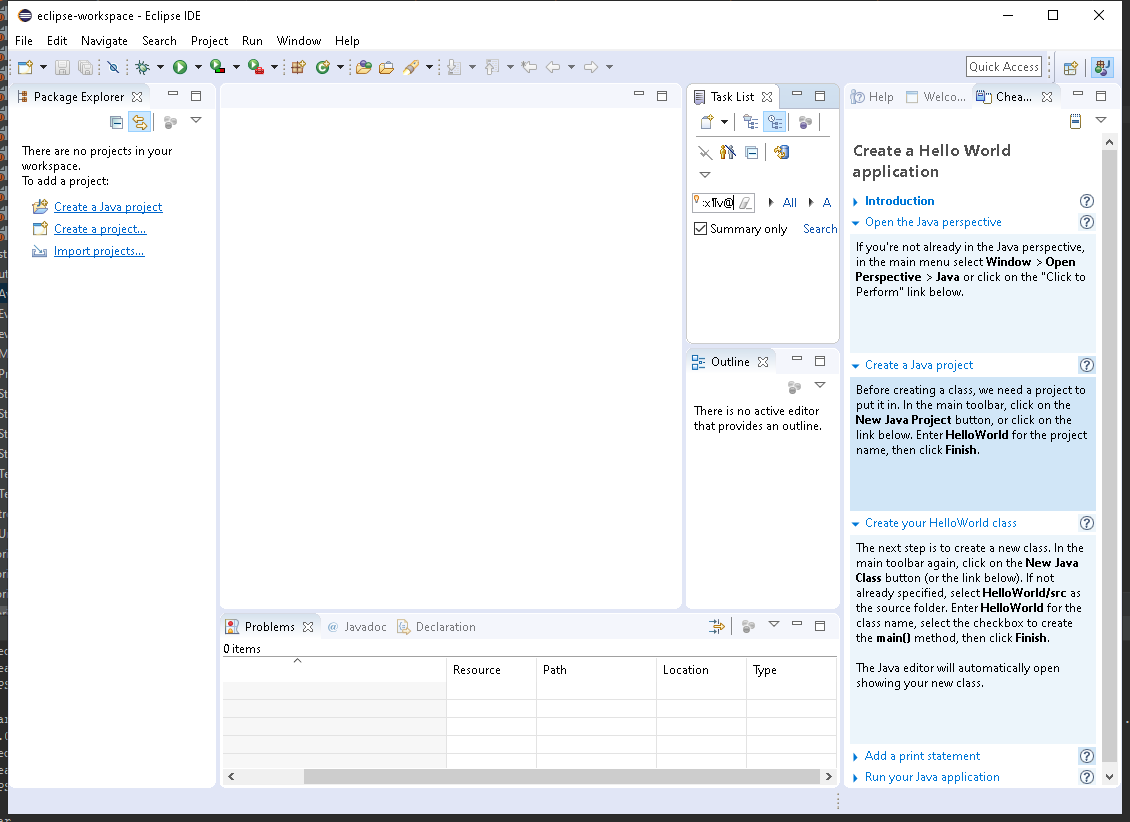 eclipse-workspace - Eclipse IDE
File Edit Navigate Search Project Run Window Help
Quick Access
Package Explorer
There are no projects in your
workspace.
To add a project:
Create a Java project
Create a project...
Import projects...
Task List
All
A
Summary only
Search
Outline
There is no active editor
that provides an outline.
Problems
@ Javadoc
Declaration
0 items
Resource Path Location Type
Help
Welco...
Chea...
Create a Hello World
application
Introduction
Open the Java perspective
If you're not already in the Java perspective,
in the main menu select Window > Open
Perspective > Java or click on the "Click to
Perform" link below.
Create a Java project
Before creating a class, we need a project to
put it in. In the main toolbar, click on the
New Java Project button, or click on the
link below. Enter HelloWorld for the project
name, then click Finish.
Create your HelloWorld class
The next step is to create a new class. In the
main toolbar again, click on the New Java
Class button (or the link below). If not
already specified, select HelloWorld/src as
the source folder. Enter HelloWorld for the
class name, select the checkbox to create
the main() method, then click Finish.
The Java editor will automatically open
showing your new class.
Add a print statement
Run your Java application